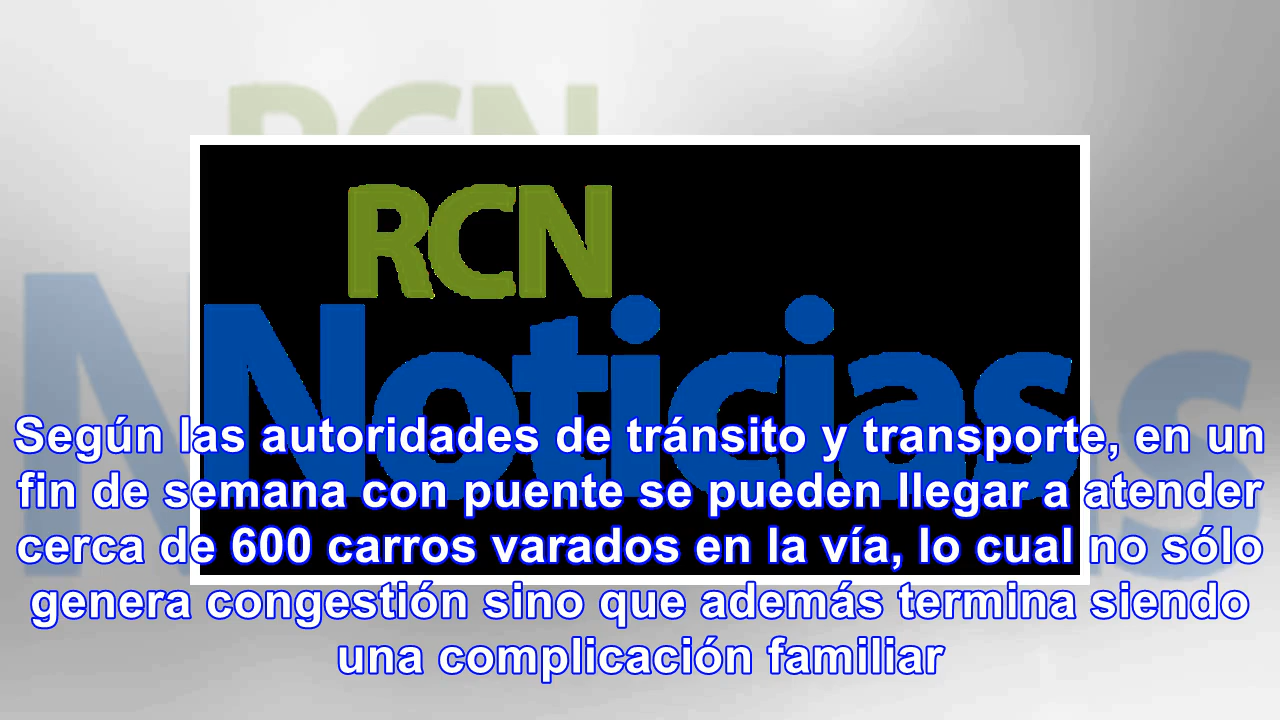 RCN
RCN
Noticias
Según las autoridades de tránsito y transporte, en un
fin de semana con puente se pueden llegar a atender
cerca de 600 carros varados en la vía, lo cual no sólo
genera congestión sino que además termina siendo
una complicación familiar